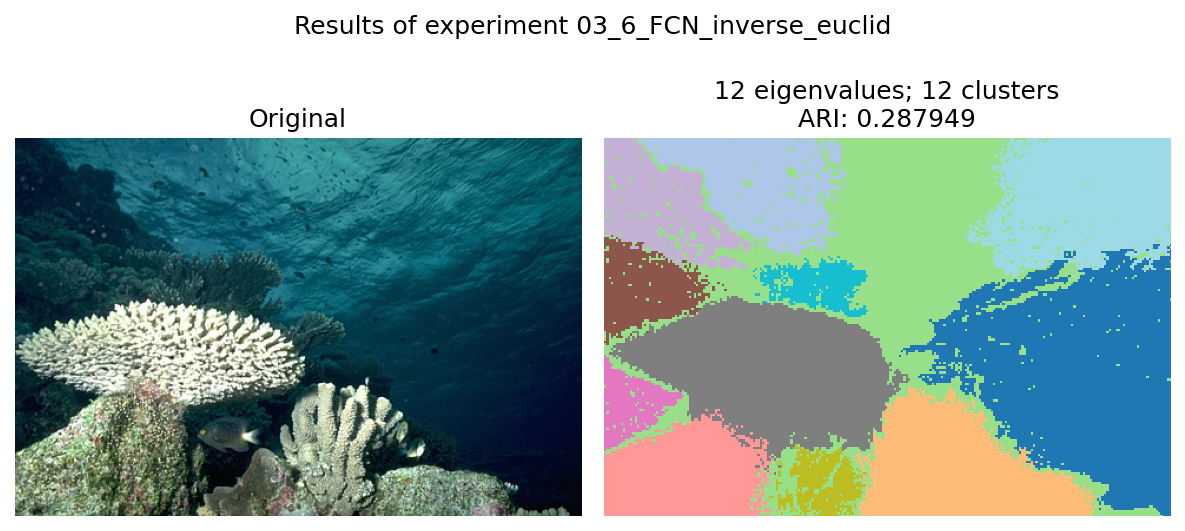 Results of experiment 03_6_FCN_inverse_euclid
Original
12 eigenvalues; 12 clusters
ARI: 0.287949